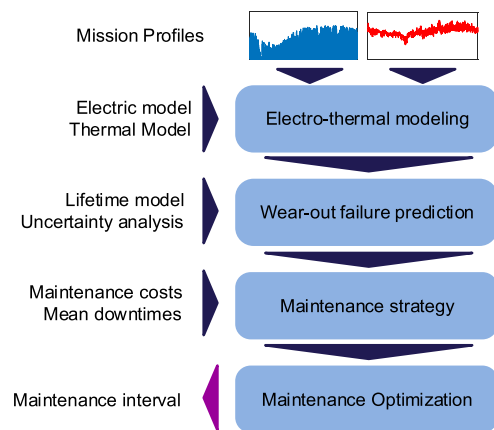 Mission Profiles
Electric model
Thermal Model
Electro-thermal modeling
Lifetime model
Uncertainty analysis
Wear-out failure prediction
Maintenance costs
Mean downtimes
Maintenance strategy
Maintenance interval
Maintenance Optimization